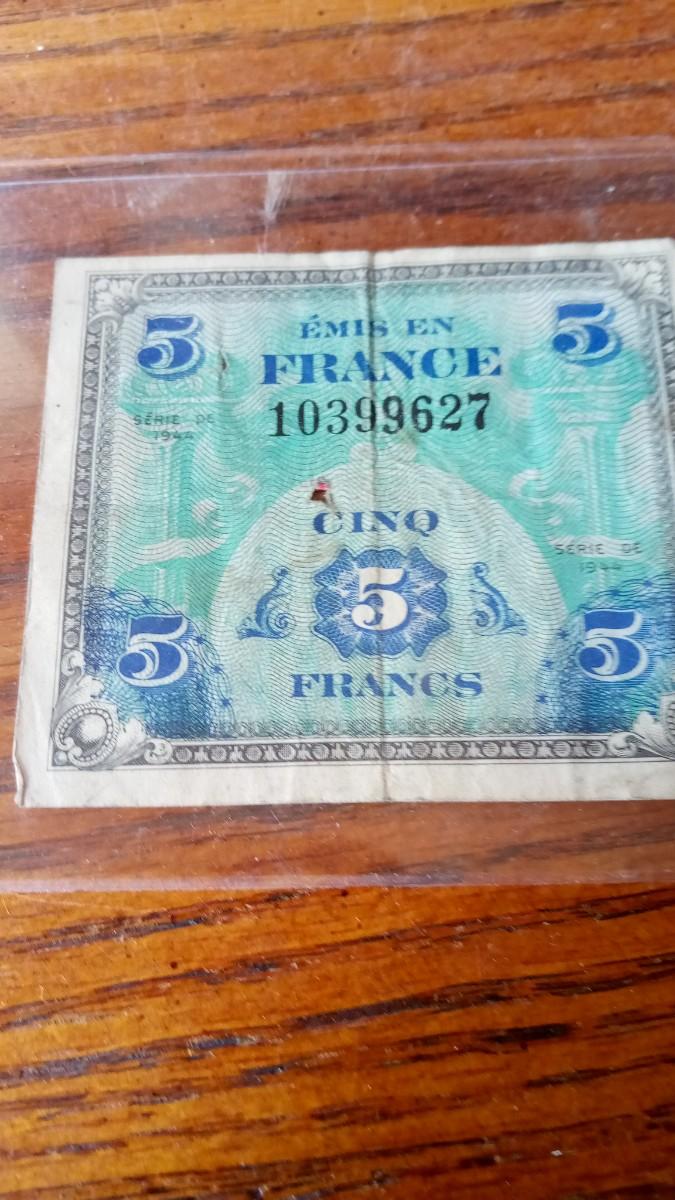 5 ÉMIS EN 5
FRANCE
10399627
SÉRIE DE
1944
CINQ
SÉRIE DE
1944
5
5 5
FRANCS